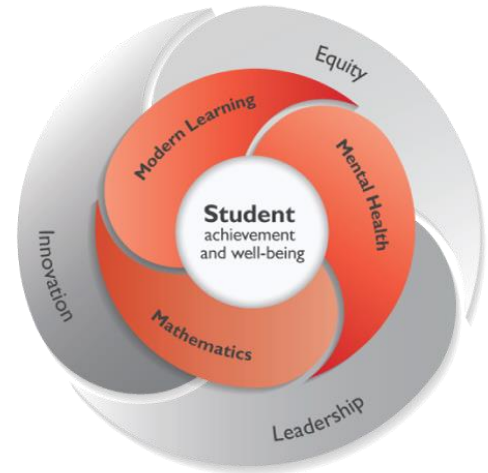 Equity
Modern Learning
Mental Health
Student
achievement
and well-being
Innovation
Mathematics
Leadership